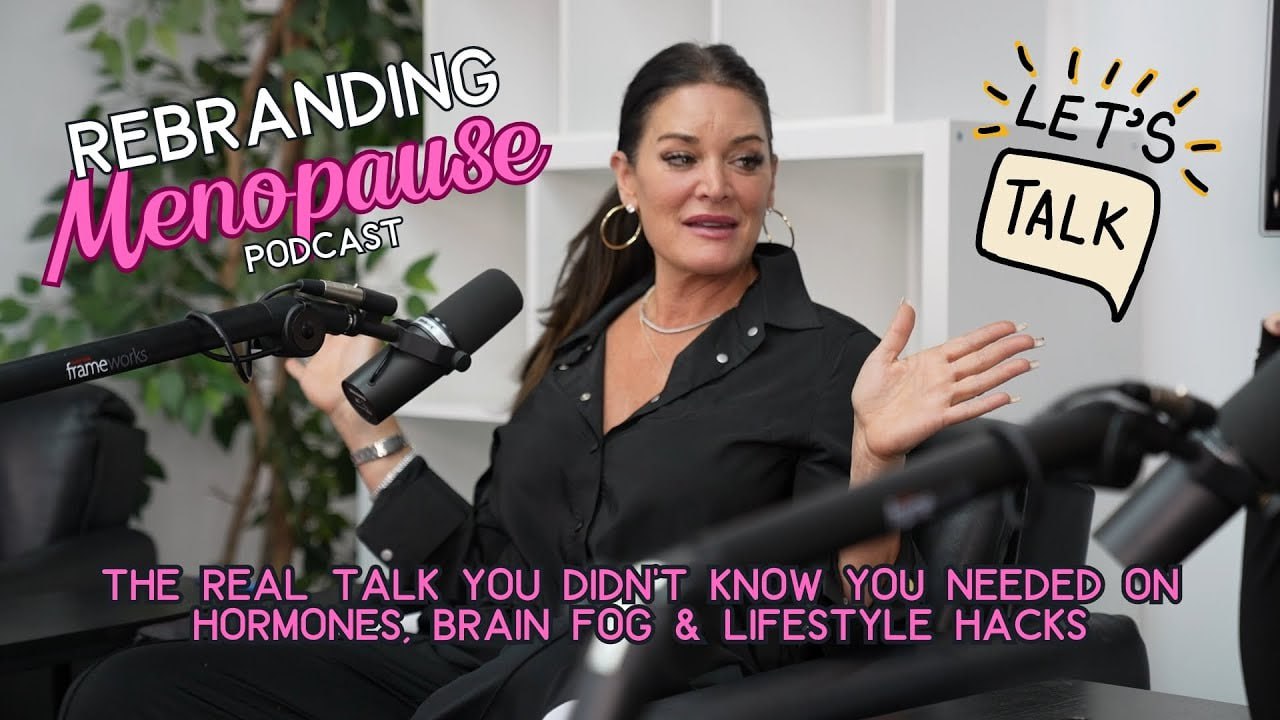 REBRANDING
Menopause
PODCAST
LET'S
TALK
frameworks
THE REAL TALK YOU DIDN'T KNOW YOU NEEDED ON
HORMONES, BRAIN FOG & LIFESTYLE HACKS